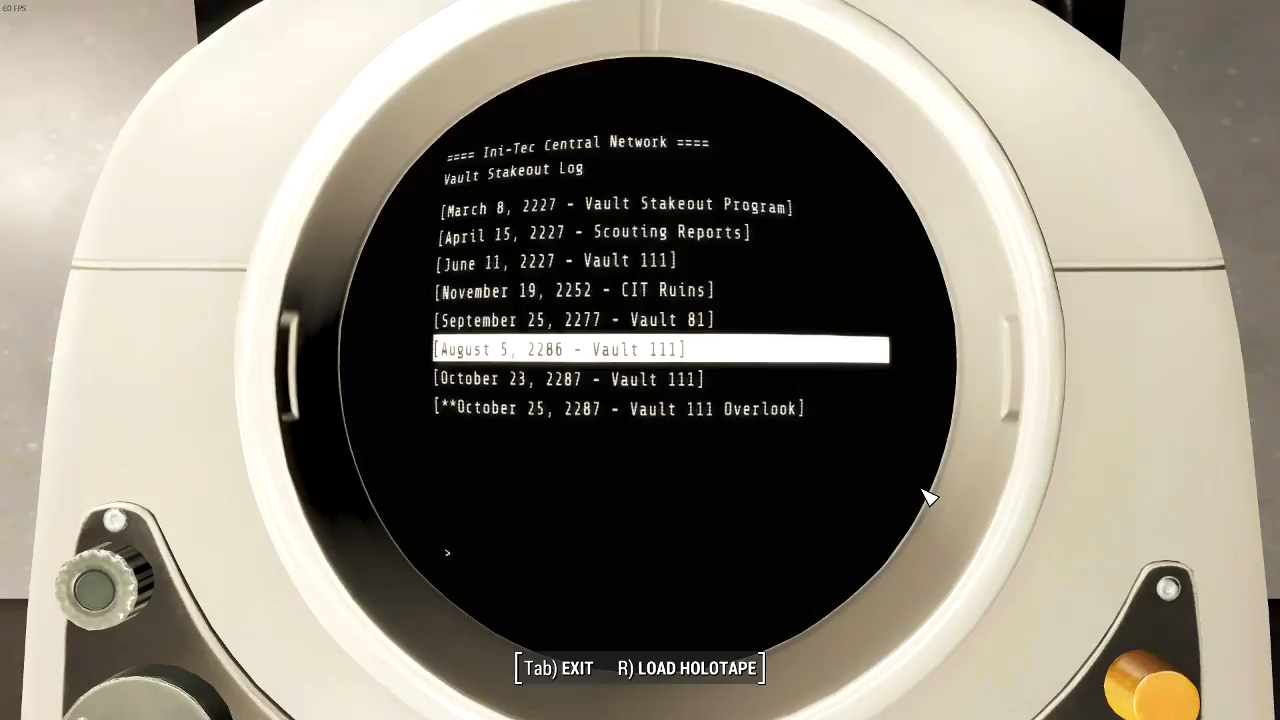 60 FPS
==== Ini-Tec Central Network ====
Vault Stakeout Log
[March 8, 2227 - Vault Stakeout Program]
[April 15, 2227 - Scouting Reports]
[June 11, 2227 - Vault 111]
[November 19, 2252 - CIT Ruins]
[September 25, 2277 - Vault 81]
[August 5, 2286 - Vault 111]
[October 23, 2287 - Vault 111]
[**October 25, 2287 - Vault 111 Overlook]
>
[Tab) EXIT R) LOAD HOLOTAPE]